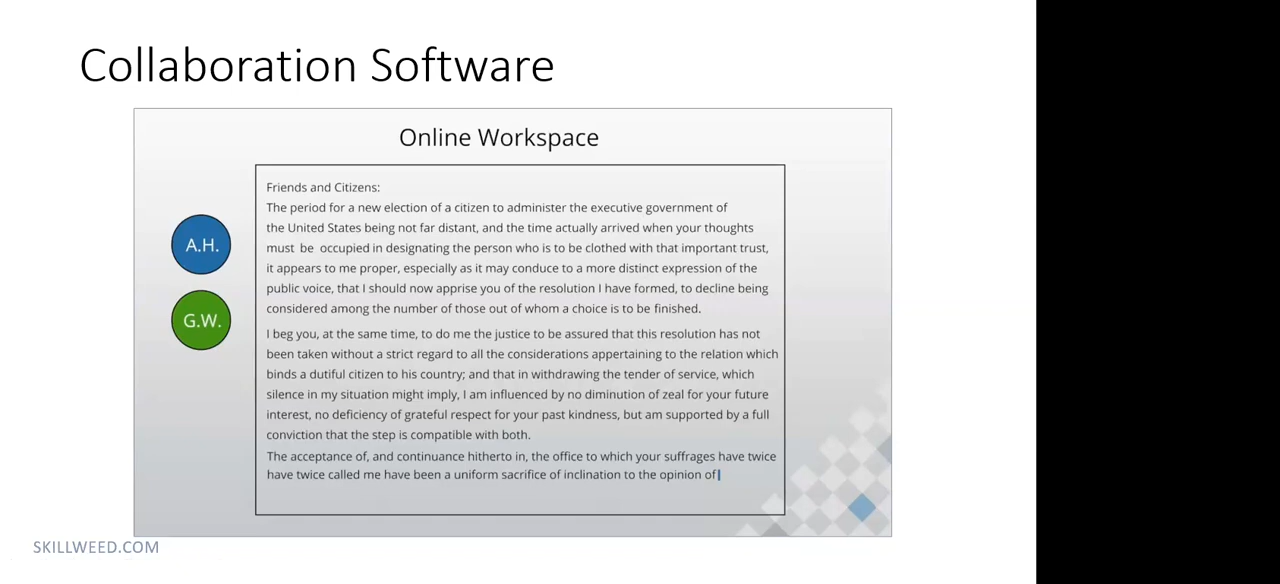 Collaboration Software
Online Workspace
A.H.
G.W.
Friends and Citizens:
The period for a new election of a citizen to administer the executive government of
the United States being not far distant, and the time actually arrived when your thoughts
must be occupied in designating the person who is to be clothed with that important trust,
it appears to me proper, especially as it may conduce to a more distinct expression of the
public voice, that I should now apprise you of the resolution I have formed, to decline being
considered among the number of those out of whom a choice is to be finished.
I beg you, at the same time, to do me the justice to be assured that this resolution has not
been taken without a strict regard to all the considerations appertaining to the relation which
binds a dutiful citizen to his country; and that in withdrawing the tender of service, which
silence in my situation might imply, I am influenced by no diminution of zeal for your future
interest, no deficiency of grateful respect for your past kindness, but am supported by a full
conviction that the step is compatible with both.
The acceptance of, and continuance hitherto in, the office to which your suffrages have twice
have twice called me have been a uniform sacrifice of inclination to the opinion of
SKILLWEED.COM